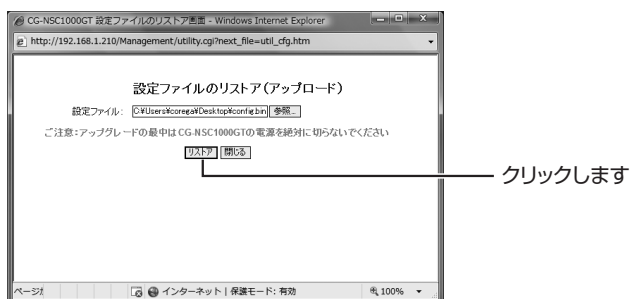 CG-NSC1000GT 設定ファイルのリストア画面 - Windows Internet Explorer
http://192.168.1.210/Management/utility.cgi?next_file=util_cfg.htm
設定ファイルのリストア(アップロード)
設定ファイル: C:¥Users¥corega¥Desktop¥config.bin 参照...
ご注意:アップグレードの最中はCG-NSC1000GTの電源を絶対に切らないでください
リストア 閉じる
クリックします
インターネット | 保護モード: 有効 100%